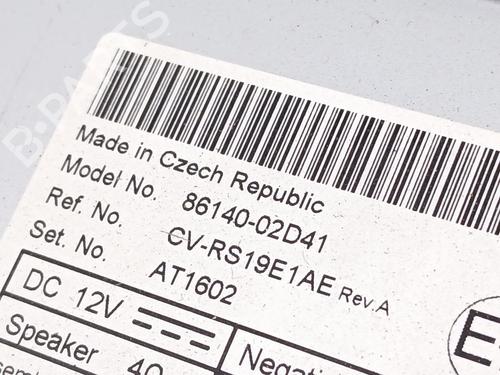 B-PARTS
Made in Czech Republic
Model No. 86140-02D41
Ref. No. CV-RS19E1AE Rev.A
Set. No. AT1602
DC 12V
Speaker 4Ω